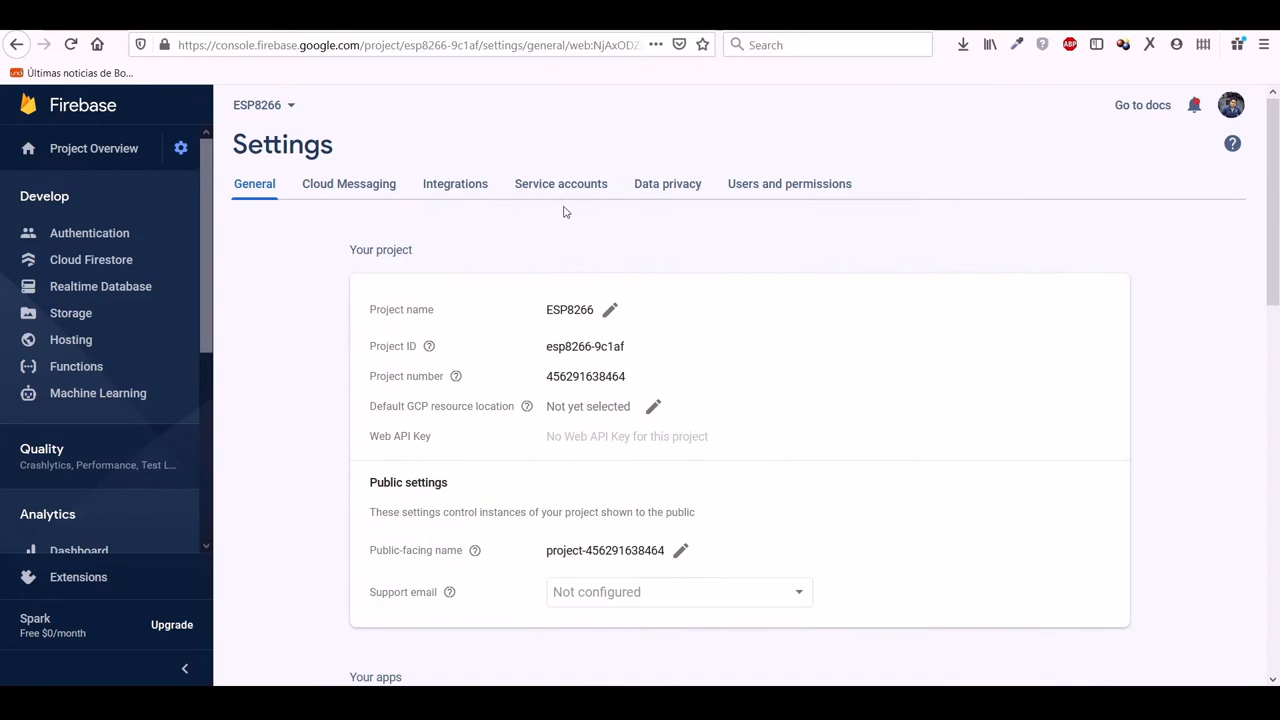 https://console.firebase.google.com/project/esp8266-9c1af/settings/general/web:NjAxODZ
Search
ABP
Últimas noticias de Bo...
Firebase
ESP8266
Go to docs
Project Overview
Settings
General
Cloud Messaging
Integrations
Service accounts
Data privacy
Users and permissions
Develop
Authentication
Cloud Firestore
Realtime Database
Storage
Hosting
Functions
Machine Learning
Quality
Crashlytics, Performance, Test L...
Analytics
Dashboard
Extensions
Spark
Free $0/month
Upgrade
Your project
Project name ESP8266
Project ID esp8266-9c1af
Project number 456291638464
Default GCP resource location Not yet selected
Web API Key No Web API Key for this project
Public settings
These settings control instances of your project shown to the public
Public-facing name project-456291638464
Support email Not configured
Your apps